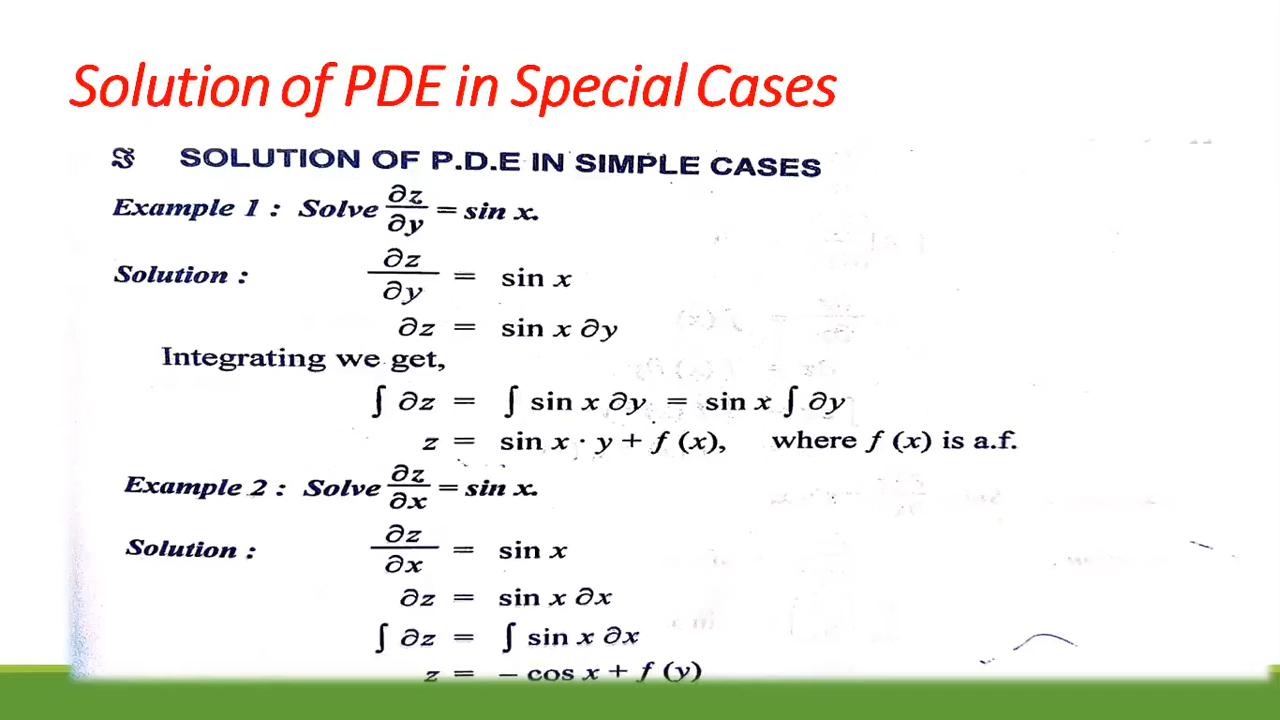 Solution of PDE in Special Cases
SOLUTION OF P.D.E IN SIMPLE CASES
Example 1 : Solve ∂z/∂y = sin x.
Solution : ∂z/∂y = sin x
∂z = sin x ∂y
Integrating we get,
∫ ∂z = ∫ sin x ∂y = sin x ∫ ∂y
z = sin x · y + f (x), where f (x) is a.f.
Example 2 : Solve ∂z/∂x = sin x.
Solution : ∂z/∂x = sin x
∂z = sin x ∂x
∫ ∂z = ∫ sin x ∂x
z = – cos x + f (y)